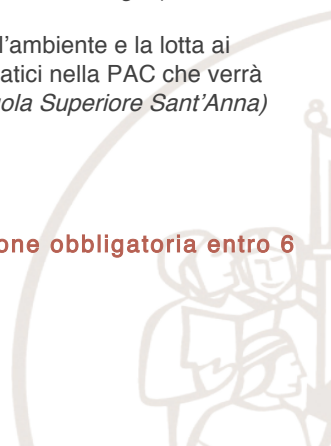 l'ambiente e la lotta ai
atici nella PAC che verrà
ola Superiore Sant'Anna)
one obbligatoria entro 6